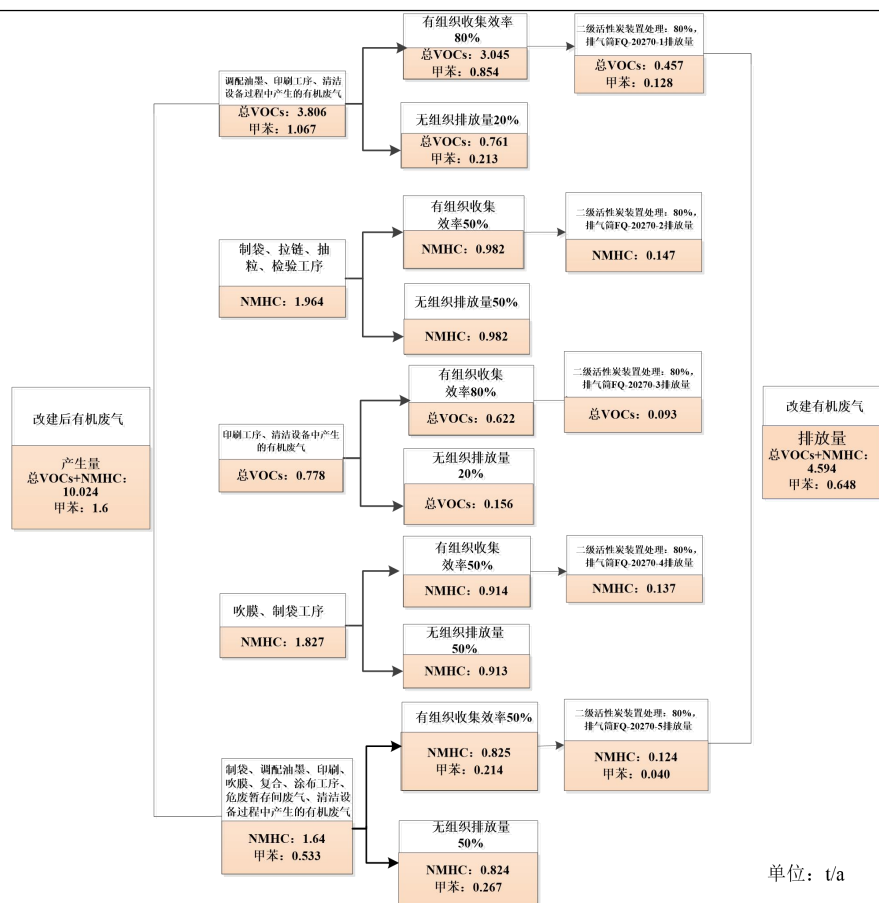 改建后有机废气
产生量
总VOCs+NMHC：
10.024
甲苯：1.6
调配油墨、印刷工序、清洁
设备过程中产生的有机废气
总VOCs：3.806
甲苯：1.067
有组织收集效率
80%
总VOCs：3.045
甲苯：0.854
二级活性炭装置处理：80%，
排气筒FQ-20270-1排放量
总VOCs：0.457
甲苯：0.128
无组织排放量20%
总VOCs：0.761
甲苯：0.213
制袋、拉链、抽
粒、检验工序
NMHC：1.964
有组织收集
效率50%
NMHC：0.982
二级活性炭装置处理：80%，
排气筒FQ-20270-2排放量
NMHC：0.147
无组织排放量50%
NMHC：0.982
印刷工序、清洁设备中产生
的有机废气
总VOCs：0.778
有组织收集
效率80%
总VOCs：0.622
二级活性炭装置处理：80%，
排气筒FQ-20270-3排放量
总VOCs：0.093
无组织排放量
20%
总VOCs：0.156
吹膜、制袋工序
NMHC：1.827
有组织收集
效率50%
NMHC：0.914
二级活性炭装置处理：80%，
排气筒FQ-20270-4排放量
NMHC：0.137
无组织排放量
50%
NMHC：0.913
制袋、调配油墨、印刷、
吹膜、复合、涂布工序、
危废暂存间废气、清洁设
备过程中产生的有机废气
NMHC：1.64
甲苯：0.533
有组织收集效率50%
NMHC：0.825
甲苯：0.214
二级活性炭装置处理：80%，
排气筒FQ-20270-5排放量
NMHC：0.124
甲苯：0.040
无组织排放量
50%
NMHC：0.824
甲苯：0.267
改建有机废气
排放量
总VOCs+NMHC：
4.594
甲苯：0.648
单位：t/a